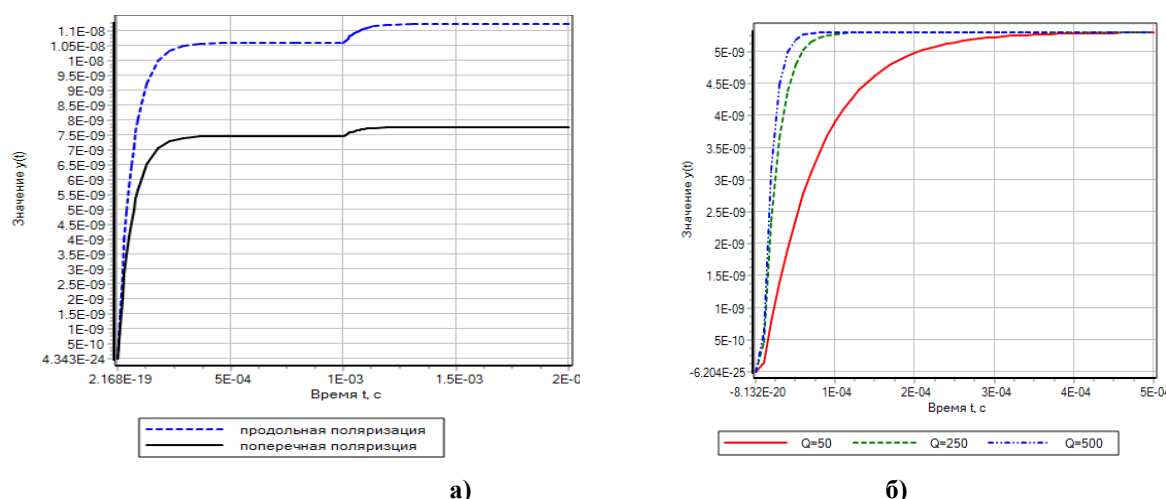 1.1E-08
1.05E-08
1E-08
9.5E-09
9E-09
8.5E-09
8E-09
7.5E-09
7E-09
6.5E-09
6E-09
5.5E-09
5E-09
4.5E-09
4E-09
3.5E-09
3E-09
2.5E-09
2E-09
1.5E-09
1E-09
5E-10
4.343E-24
Значение y(t)
2.168E-19 5E-04 1E-03 1.5E-03 2E-0
Время t, с
продольная поляризация
поперечная поляризция
а)
5E-09
4.5E-09
4E-09
3.5E-09
3E-09
2.5E-09
2E-09
1.5E-09
1E-09
5E-10
-6.204E-25
Значение y(t)
-8.132E-20 1E-04 2E-04 3E-04 4E-04 5E-04
Время t, с
Q=50 Q=250 Q=500
б)